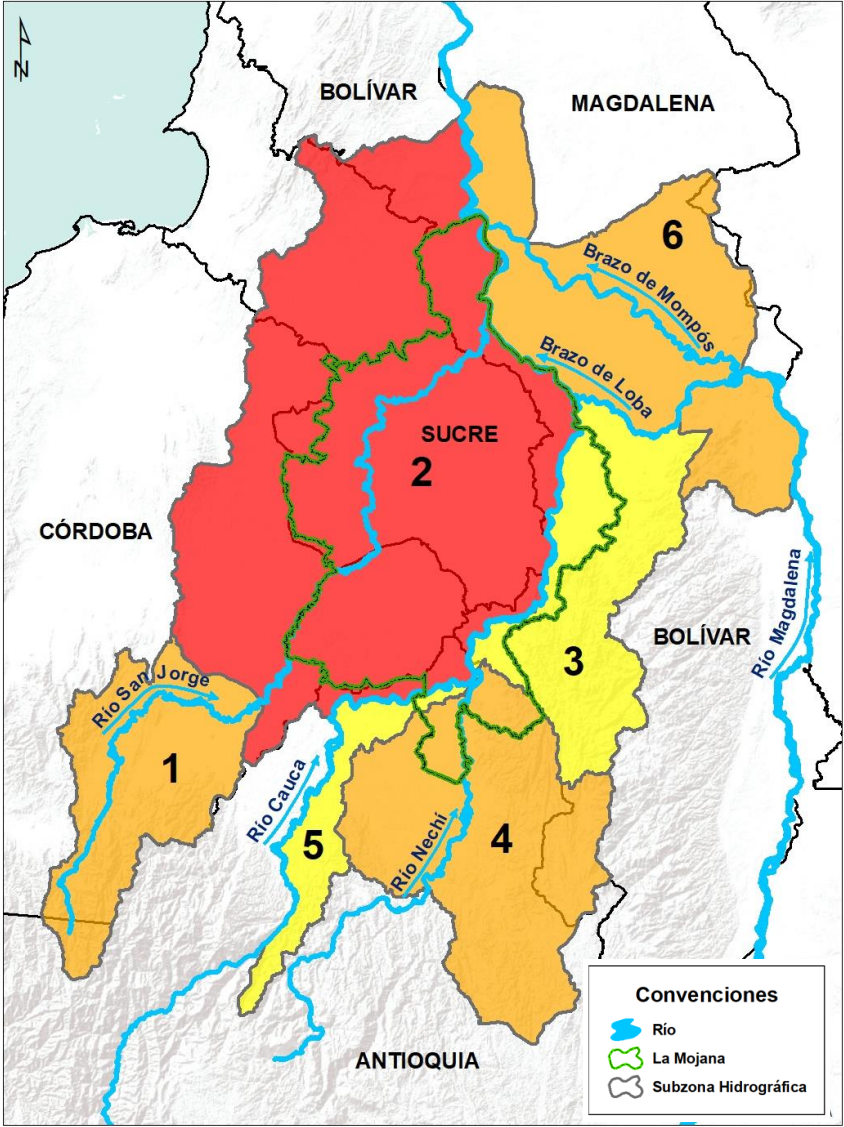 N
BOLÍVAR
MAGDALENA
6
Brazo de Mompós
Brazo de Loba
SUCRE
2
CÓRDOBA
Río Magdalena
BOLÍVAR
3
Río San Jorge
1
Río Cauca
5
Río Nechí
4
ANTIOQUIA
Convenciones
Río
La Mojana
Subzona Hidrográfica